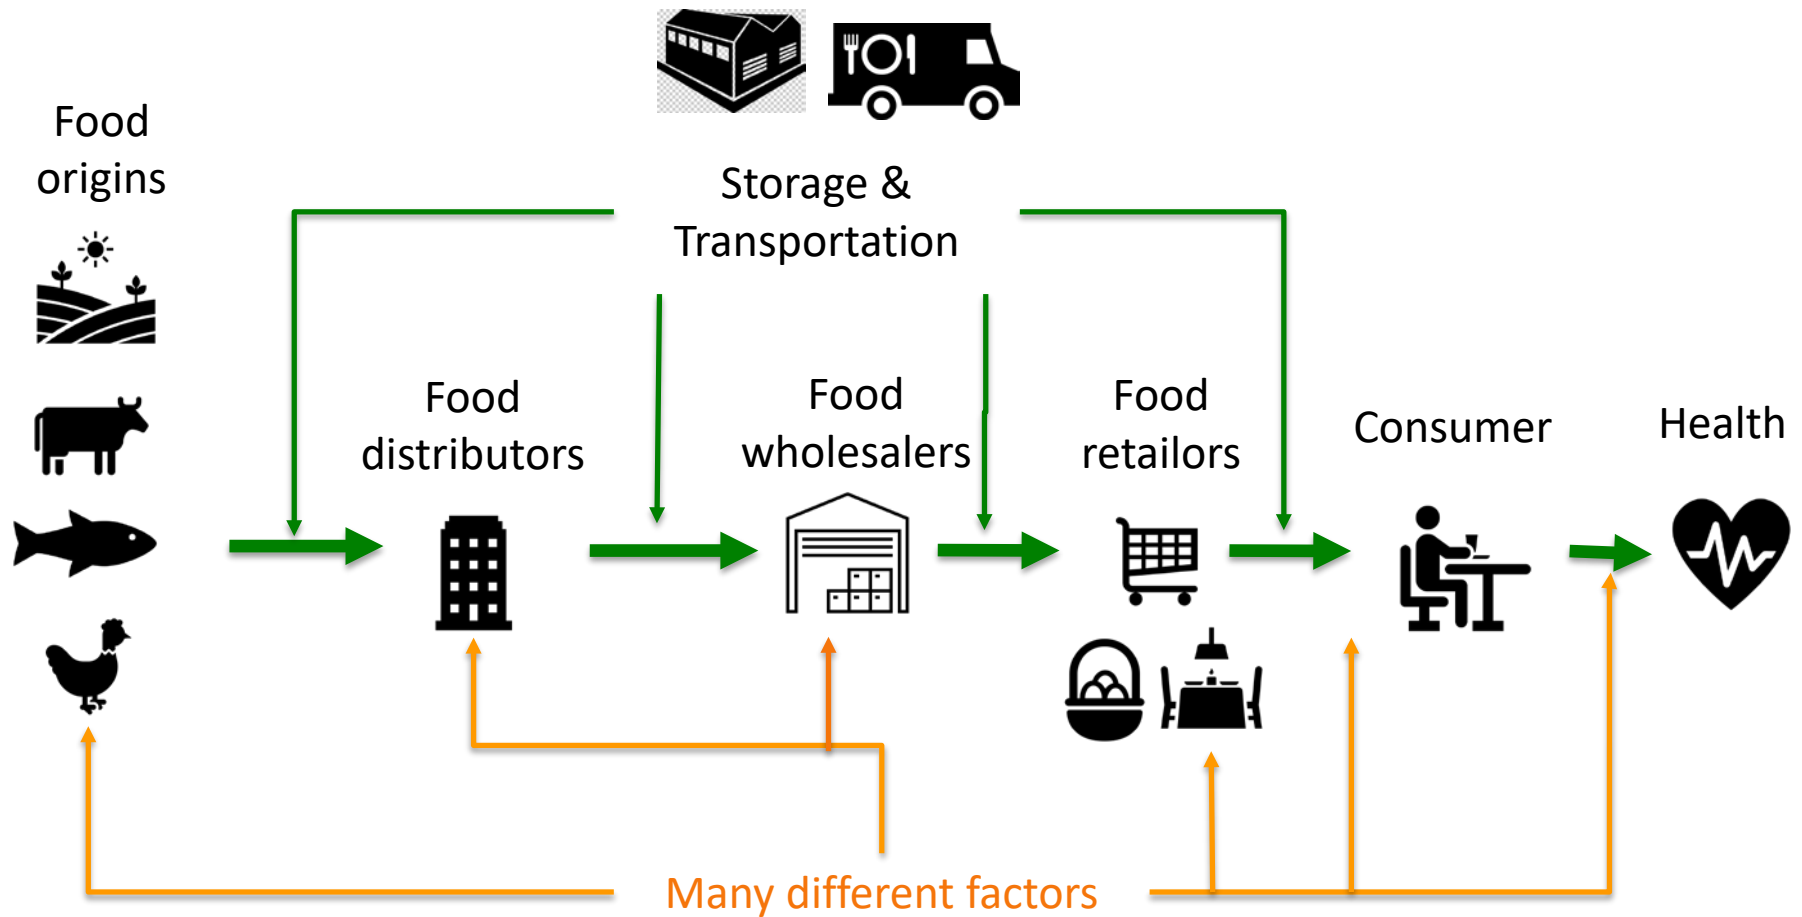 Food
origins
Storage &
Transportation
Food
distributors
Food
wholesalers
Food
retailors
Consumer
Health
Many different factors